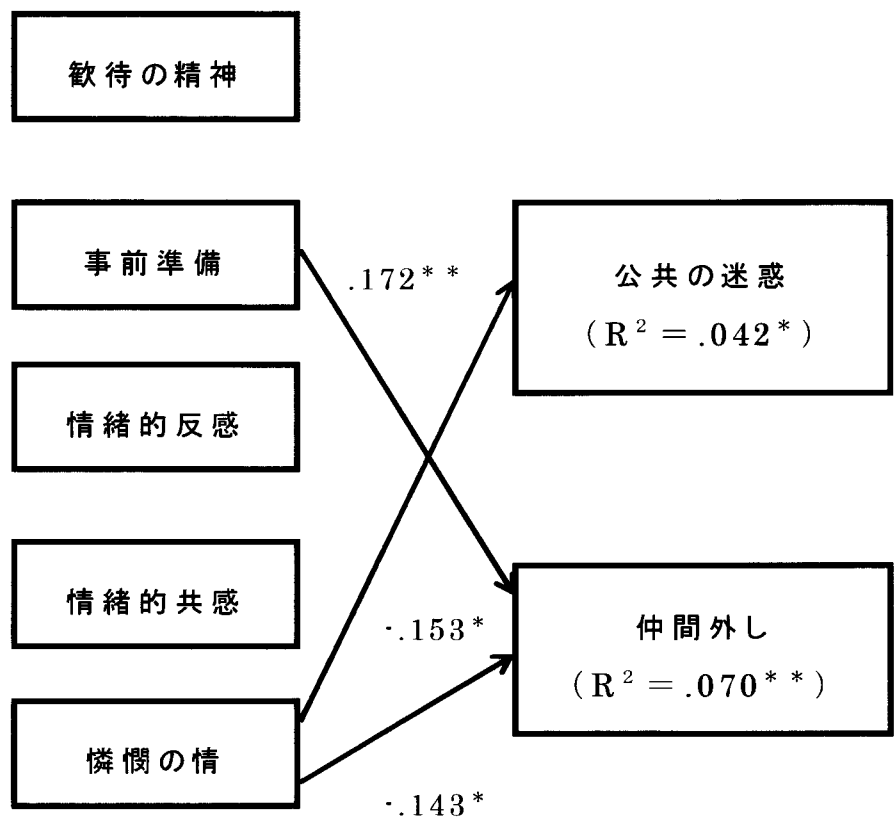 歓待の精神
事前準備
.172**
公共の迷惑
(R² = .042*)
情緒的反感
情緒的共感
-.153*
仲間外し
(R² = .070**)
憐憫の情
-.143*